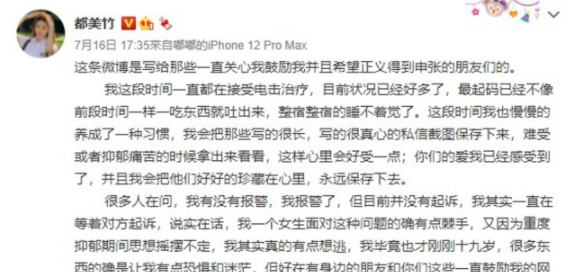 都美竹
7月16日 17:35来自嘟嘟的iPhone 12 Pro Max
这条微博是写给那些一直关心我鼓励我并且希望正义得到申张的朋友们的。
我这段时间一直都在接受电击治疗，目前状况已经好多了，最起码已经不像
前段时间一样一吃东西就吐出来，整宿整宿的睡不着觉了。这段时间我也慢慢的
养成了一种习惯，我会把那些写的很长，写的很真心的私信截图保存下来，难受
或者抑郁痛苦的时候拿出来看看，这样心里会好受一点；你们的爱我已经感受到
了，并且我会把他们好好的珍藏在心里，永远保存下去。
很多人在问，我有没有报警，我报警了，但目前并没有起诉，我其实一直在
等着对方起诉，说实在话，我一个女生面对这种问题的确有点棘手，又因为重度
抑郁期间思想摇摆不定，我其实真的有点想逃，我毕竟也才刚刚十九岁，很多东
西的确是让我有点恐惧和迷茫，但好在有身边的朋友和你们这些一直鼓励我的网